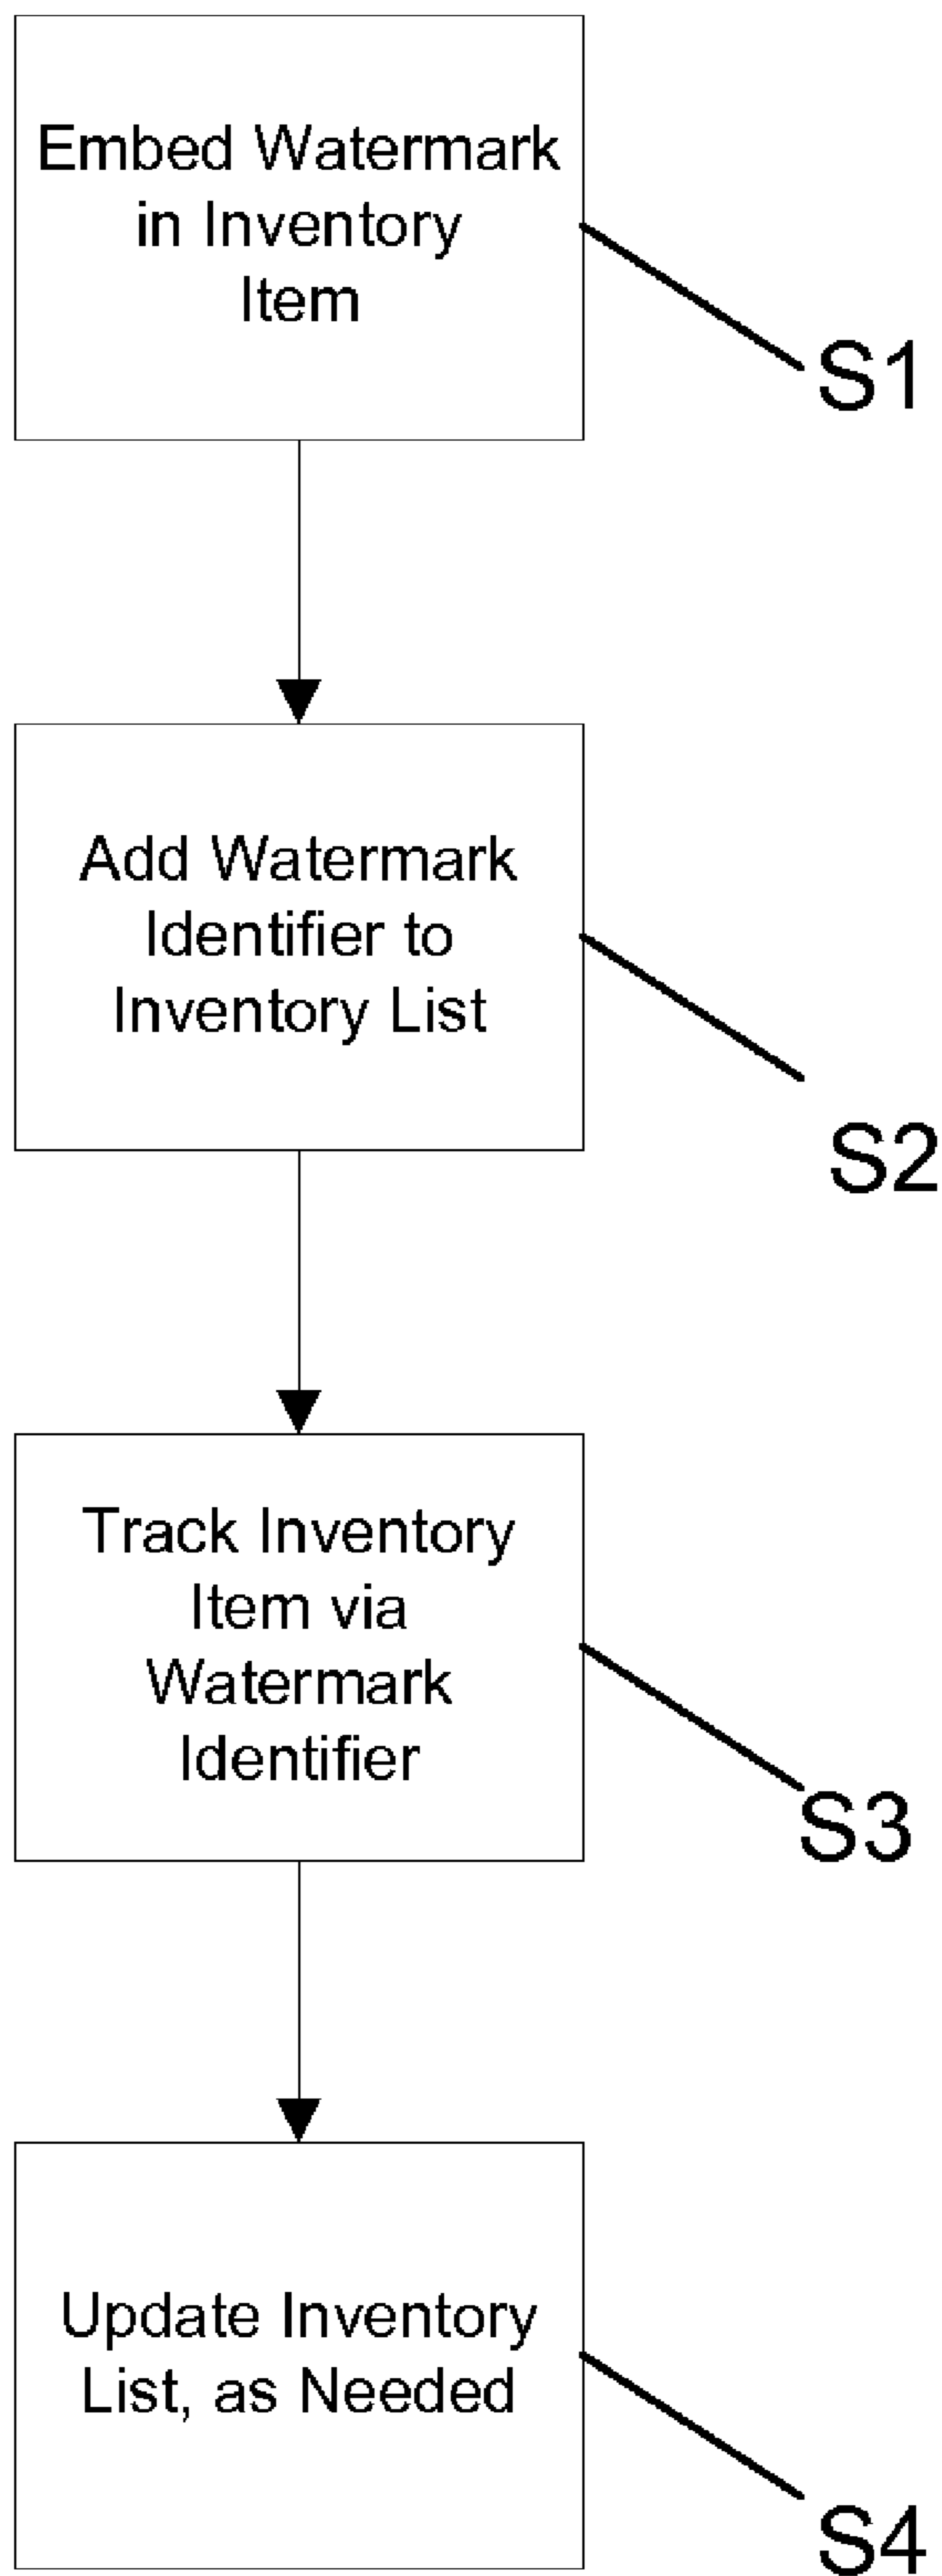 Embed Watermark
in Inventory
Item
S1
Add Watermark
Identifier to
Inventory List
S2
Track Inventory
Item via
Watermark
Identifier
S3
Update Inventory
List, as Needed
S4